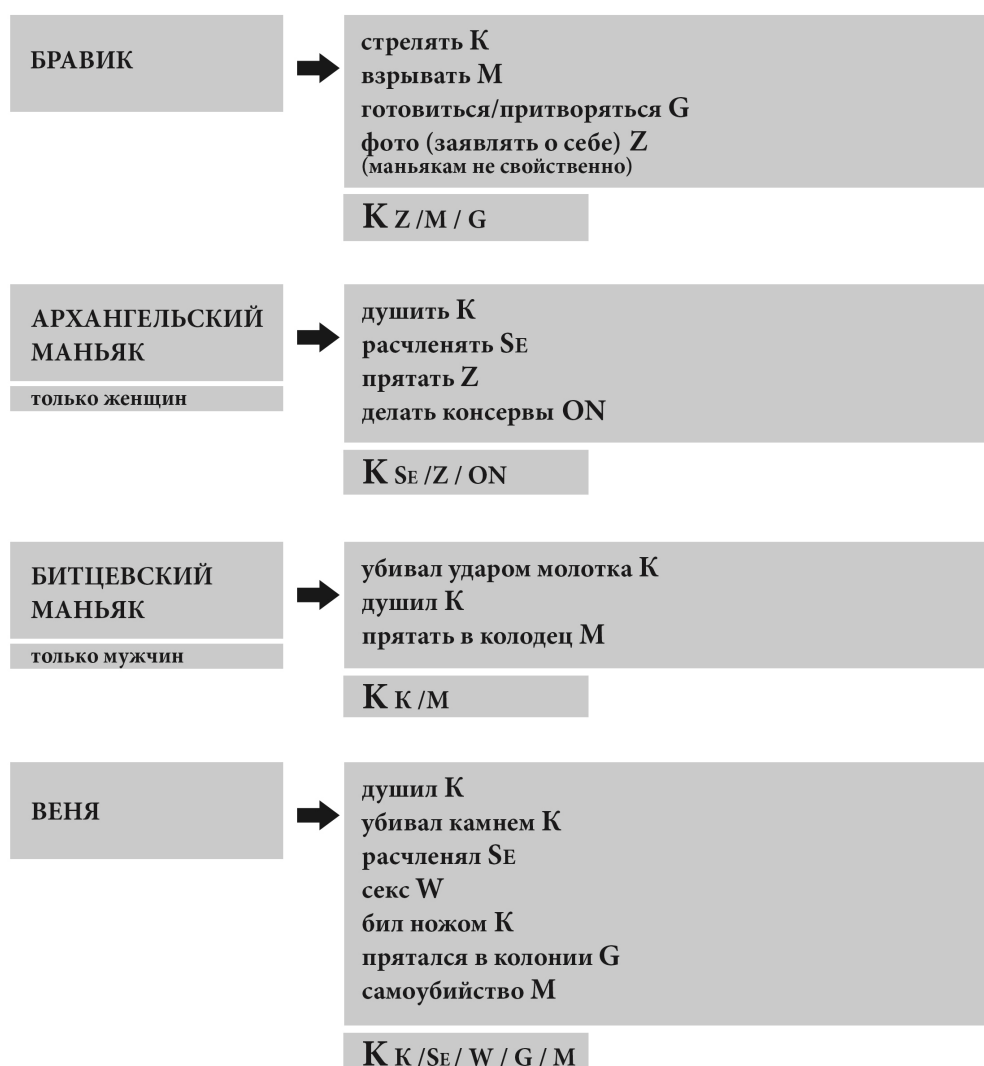 БРАВИК
стрелять К
взрывать М
готовиться/притворяться G
фото (заявлять о себе) Z
(маньякам не свойственно)
K Z /М / G
АРХАНГЕЛЬСКИЙ
МАНЬЯК
только женщин
душить К
расчленять SE
прятать Z
делать консервы ON
K SE /Z / ON
БИТЦЕВСКИЙ
МАНЬЯК
только мужчин
убивал ударом молотка К
душил К
прятать в колодец М
K К /М
ВЕНЯ
душил К
убивал камнем К
расчленял SE
секс W
бил ножом К
прятался в колонии G
самоубийство М
K К /SE / W / G / М